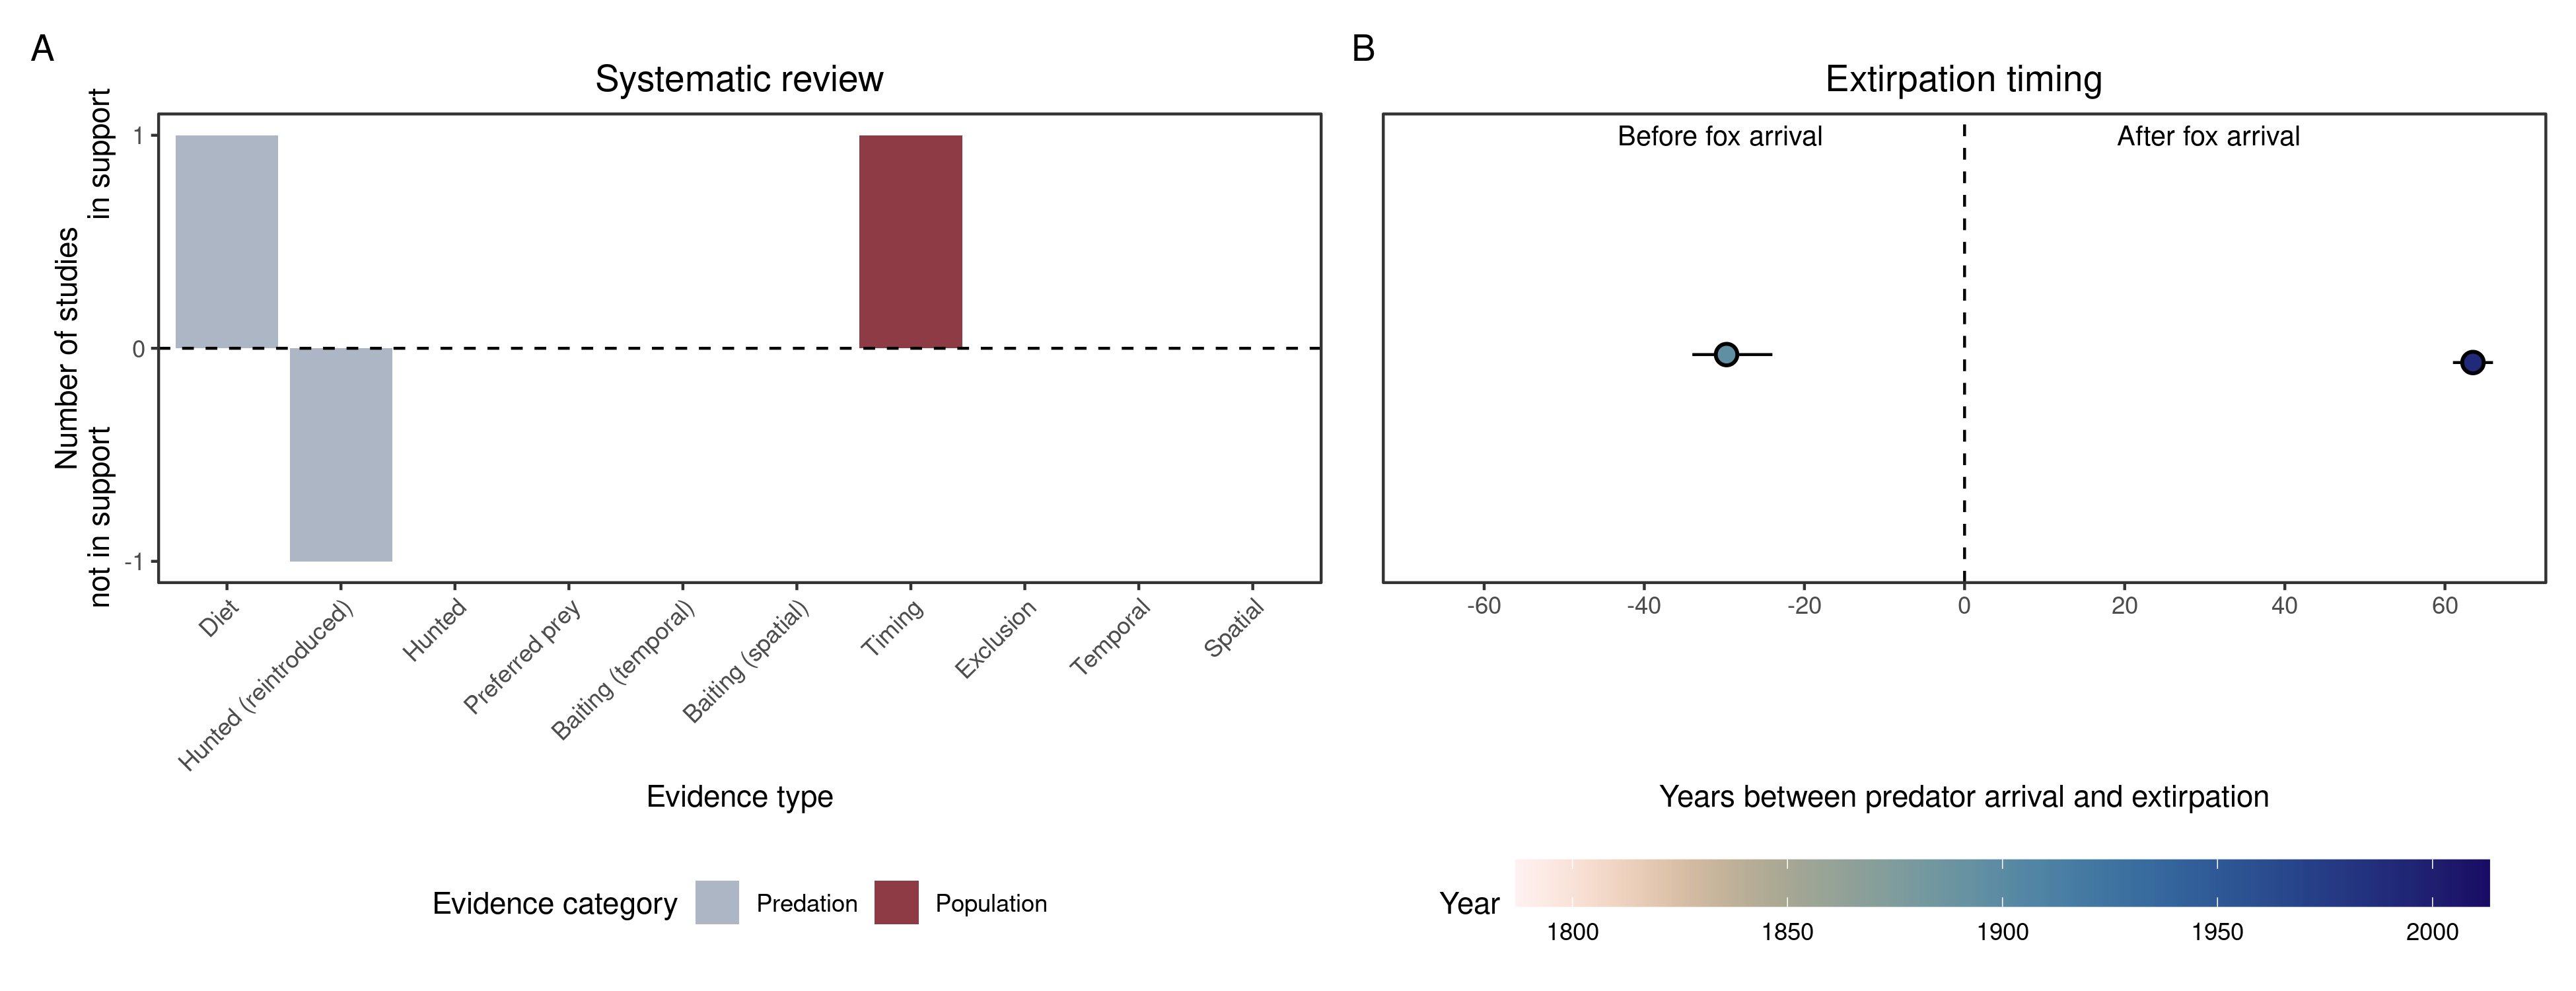 A
Systematic review
Number of studies
in support
not in support
1
0
-1
Diet
Hunted (reintroduced)
Hunted
Preferred prey
Baiting (temporal)
Baiting (spatial)
Timing
Exclusion
Temporal
Spatial
Evidence type
Evidence category
Predation
Population
B
Extirpation timing
Before fox arrival
After fox arrival
-60
-40
-20
0
20
40
60
Years between predator arrival and extirpation
Year
1800
1850
1900
1950
2000